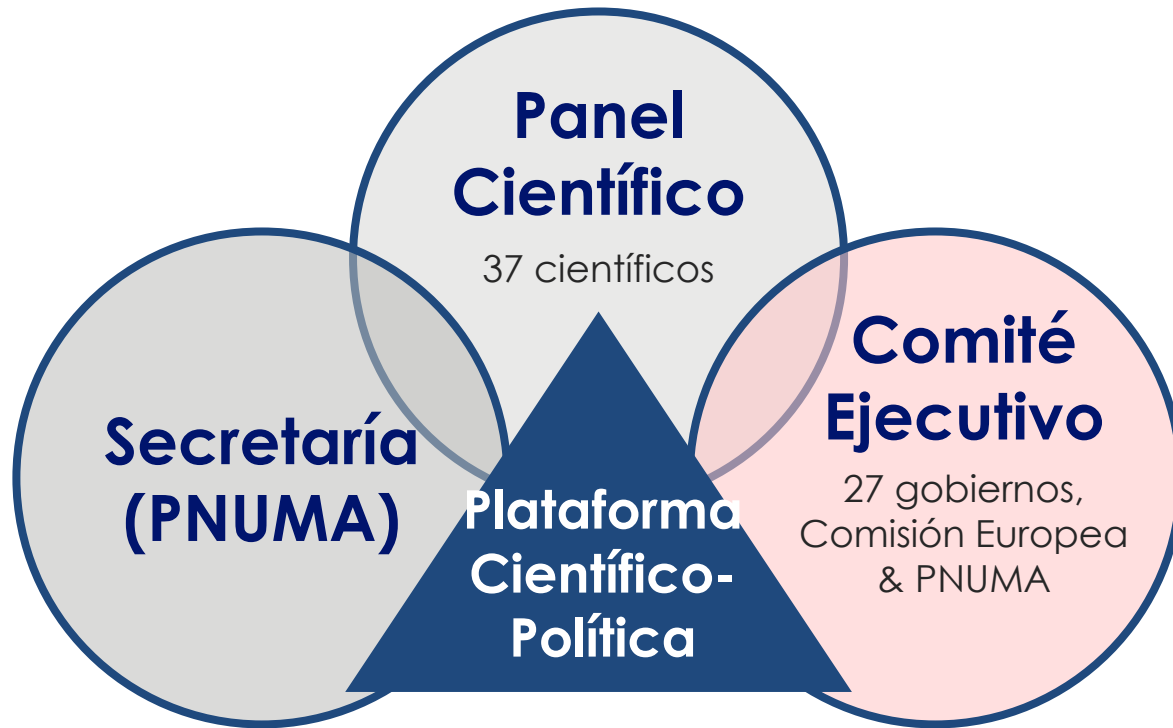 Panel
Científico
37 científicos
Comité
Ejecutivo
27 gobiernos,
Comisión Europea
& PNUMA
Secretaría
(PNUMA)
Plataforma
Científico-
Política